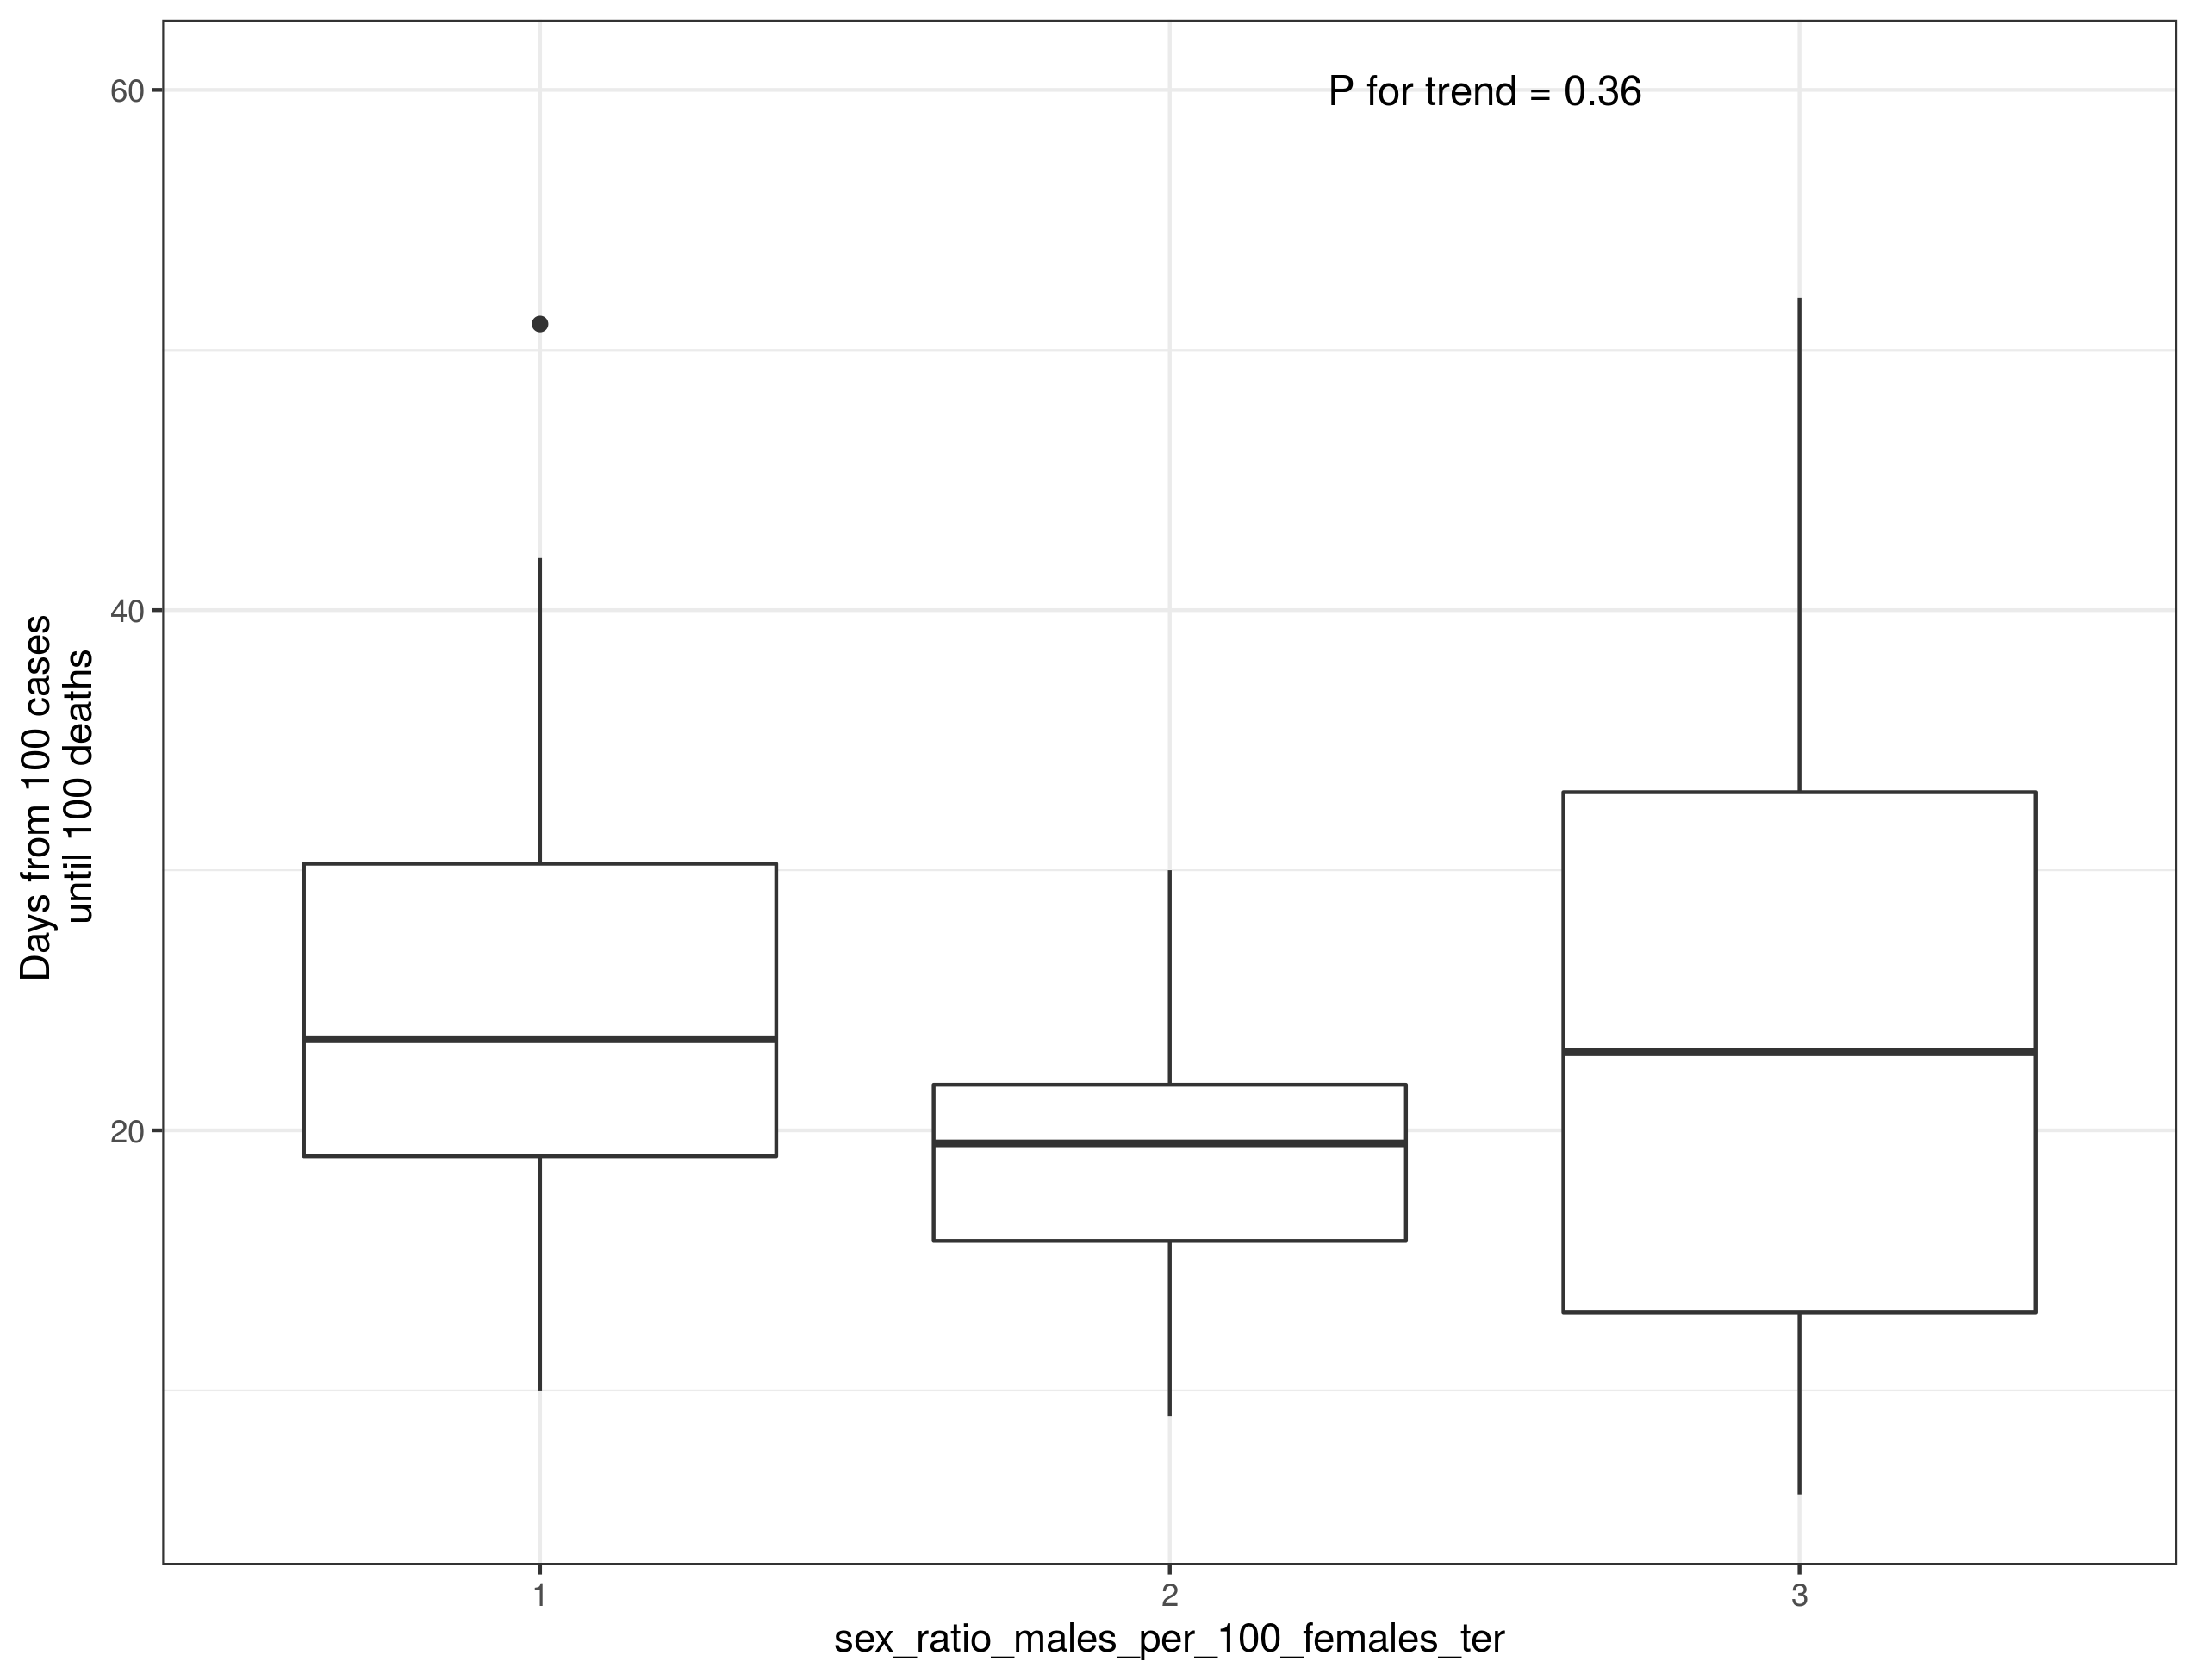 P for trend = 0.36
60
40
20
Days from 100 cases
until 100 deaths
1
2
3
sex_ratio_males_per_100_females_ter